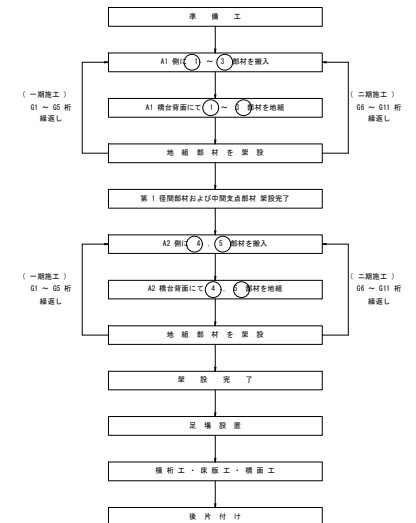 準 備 工
A1 側に 1 ～ 3 部材を搬入
( 一期施工 )
G1 ～ G5 桁
繰返し
( 二期施工 )
G6 ～ G11 桁
繰返し
A1 橋台背面にて 1 ～ 3 部材を地組
地 組 部 材 を 架 設
第 1 径間部材および中間支点部材 架設完了
A2 側に 4 , 5 部材を搬入
( 一期施工 )
G1 ～ G5 桁
繰返し
( 二期施工 )
G6 ～ G11 桁
繰返し
A2 橋台背面にて 4 , 5 部材を地組
地 組 部 材 を 架 設
架 設 完 了
足 場 設 置
横 桁 工 ・ 床 版 工 ・ 橋 面 工
後 片 付 け